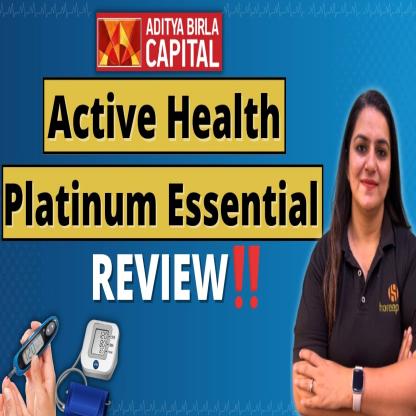 ADITYA BIRLA
CAPITAL
Active Health
Platinum Essential
REVIEW‼